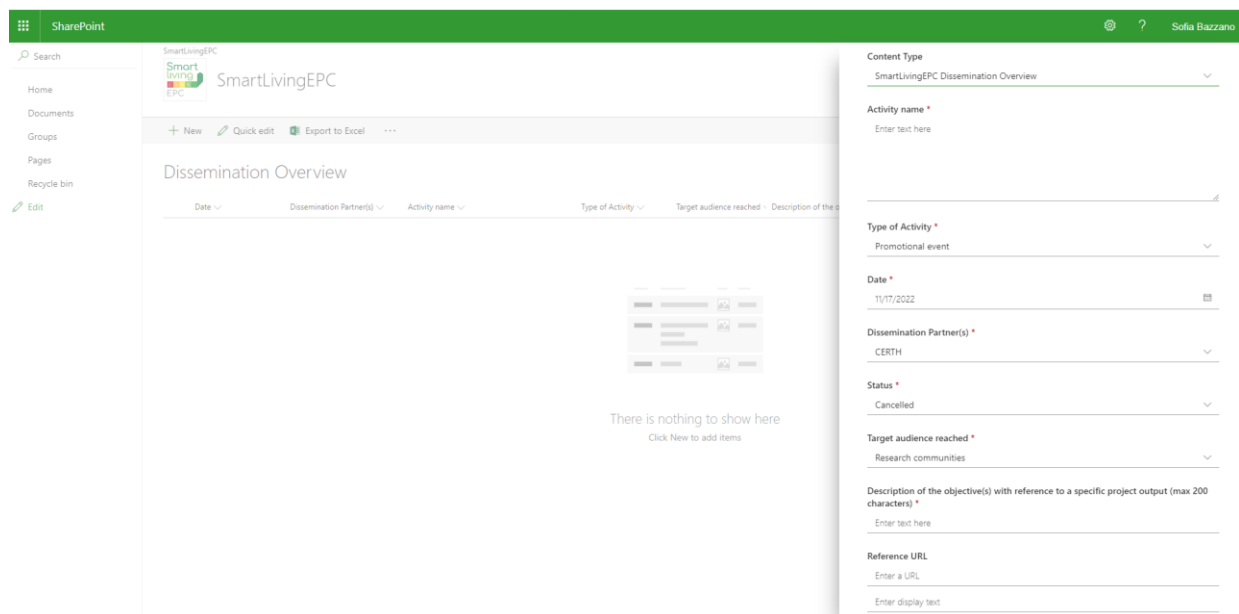 SharePoint
? Sofia Bazzano
Search
Home
Documents
Groups
Pages
Recycle bin
Edit
SmartLivingEPC
Smart
living
EPC
SmartLivingEPC
+ New Quick edit Export to Excel ...
Dissemination Overview
Date Dissemination Partner(s) Activity name Type of Activity Target audience reached Description of the o
There is nothing to show here
Click New to add items
Content Type
SmartLivingEPC Dissemination Overview
Activity name *
Enter text here
Type of Activity *
Promotional event
Date *
11/17/2022
Dissemination Partner(s) *
CERTH
Status *
Cancelled
Target audience reached *
Research communities
Description of the objective(s) with reference to a specific project output (max 200
characters) *
Enter text here
Reference URL
Enter a URL
Enter display text